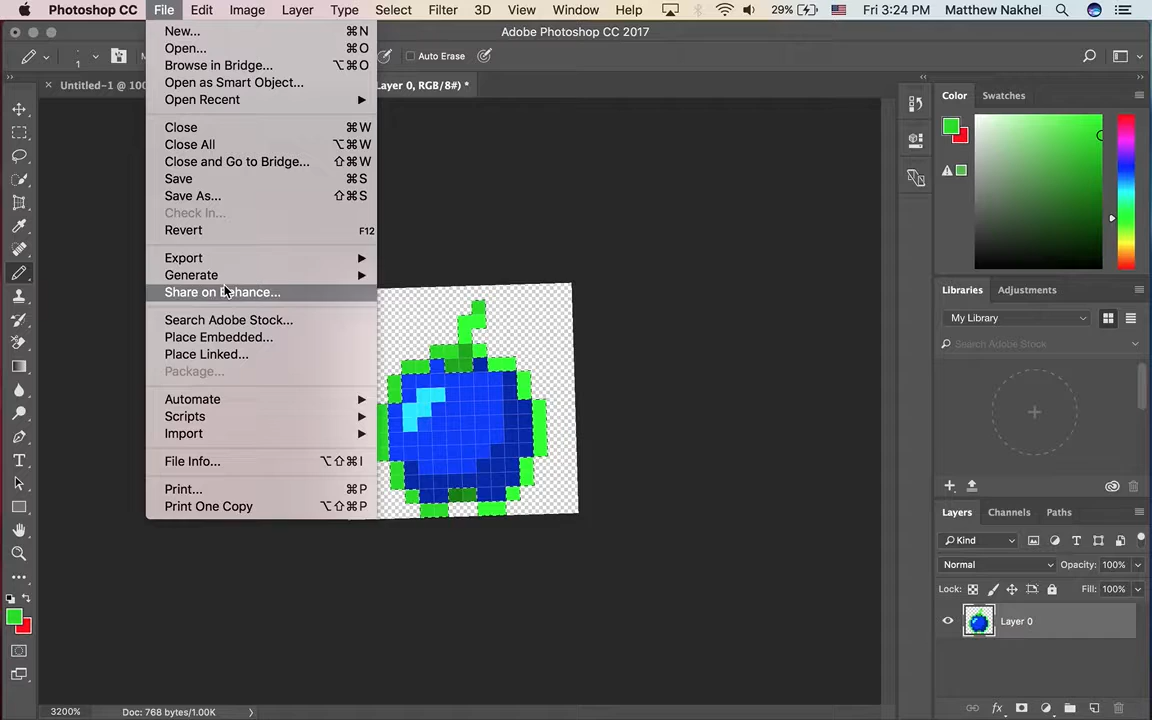 Photoshop CC File Edit Image Layer Type Select Filter 3D View Window Help 29% Fri 3:24 PM Matthew Nakhel
Adobe Photoshop CC 2017
1 Auto Erase
Untitled-1 @ 100 Layer 0, RGB/8#) *
New... ⌘N
Open... ⌘O
Browse in Bridge... ⌥⌘O
Open as Smart Object...
Open Recent
Close ⌘W
Close All ⌥⌘W
Close and Go to Bridge... ⇧⌘W
Save ⌘S
Save As... ⇧⌘S
Check In...
Revert F12
Export
Generate
Share on Behance...
Search Adobe Stock...
Place Embedded...
Place Linked...
Package...
Automate
Scripts
Import
File Info... ⌥⇧⌘I
Print... ⌘P
Print One Copy ⌥⇧⌘P
Color Swatches
Libraries Adjustments
My Library
Search Adobe Stock
Layers Channels Paths
Kind
Normal Opacity: 100%
Lock: Fill: 100%
Layer 0
3200% Doc: 768 bytes/1.00K